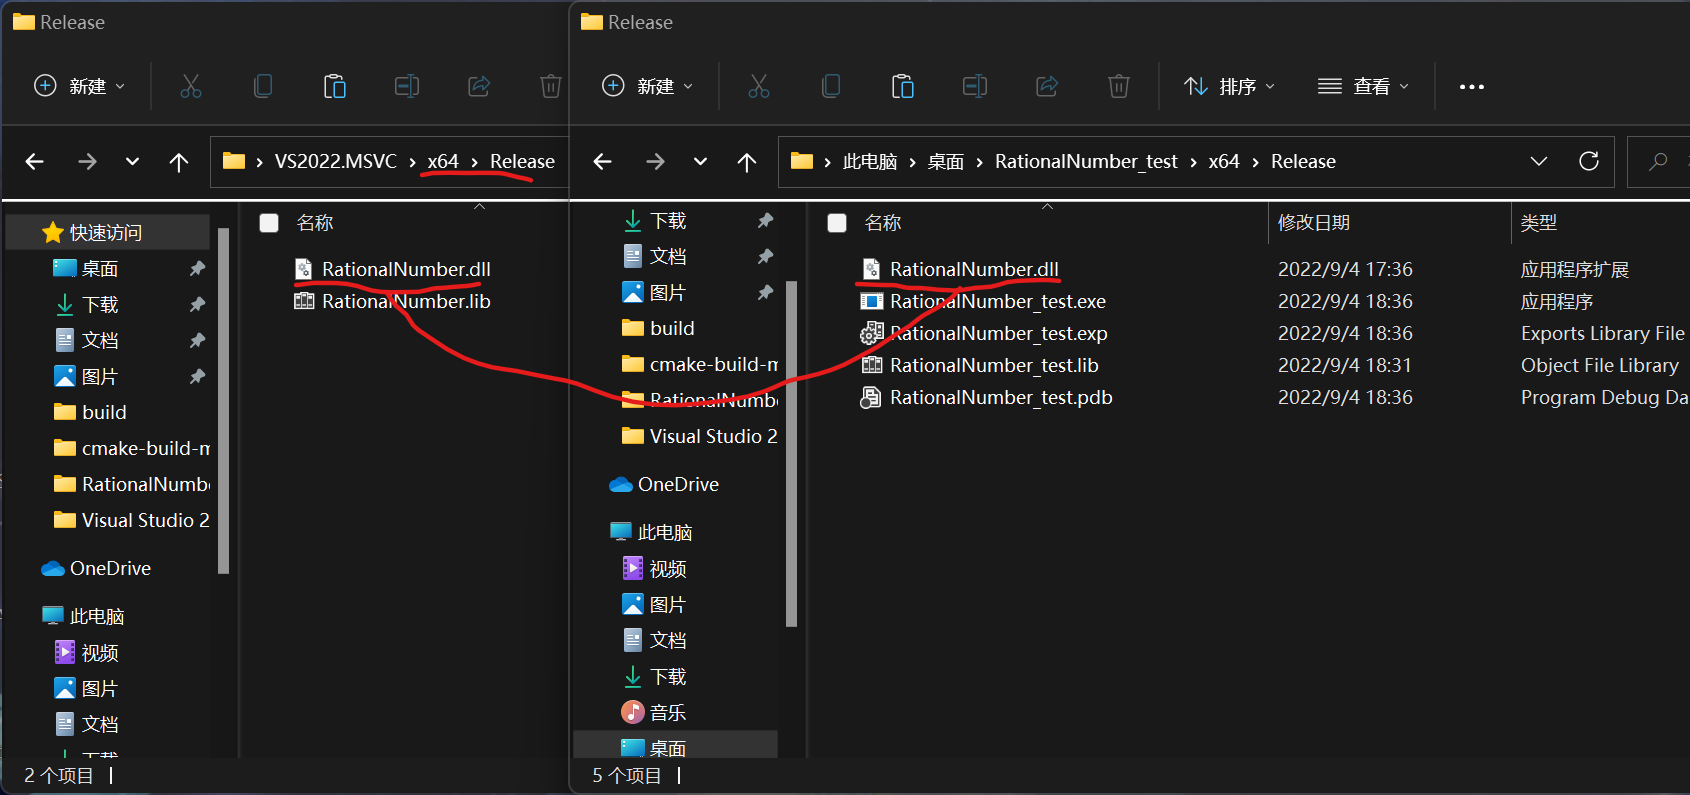 Release
新建
VS2022.MSVC
x64
Release
快速访问
桌面
下载
文档
图片
build
cmake-build-m
RationalNumbe
Visual Studio 2
OneDrive
此电脑
视频
图片
文档
下载
名称
RationalNumber.dll
RationalNumber.lib
2 个项目
Release
新建
排序
查看
此电脑
桌面
RationalNumber_test
x64
Release
下载
文档
图片
build
cmake-build-m
RationalNumbe
Visual Studio 2
OneDrive
此电脑
视频
图片
文档
下载
音乐
桌面
名称 修改日期 类型
RationalNumber.dll 2022/9/4 17:36 应用程序扩展
RationalNumber_test.exe 2022/9/4 18:36 应用程序
RationalNumber_test.exp 2022/9/4 18:36 Exports Library File
RationalNumber_test.lib 2022/9/4 18:31 Object File Library
RationalNumber_test.pdb 2022/9/4 18:36 Program Debug Da
5 个项目